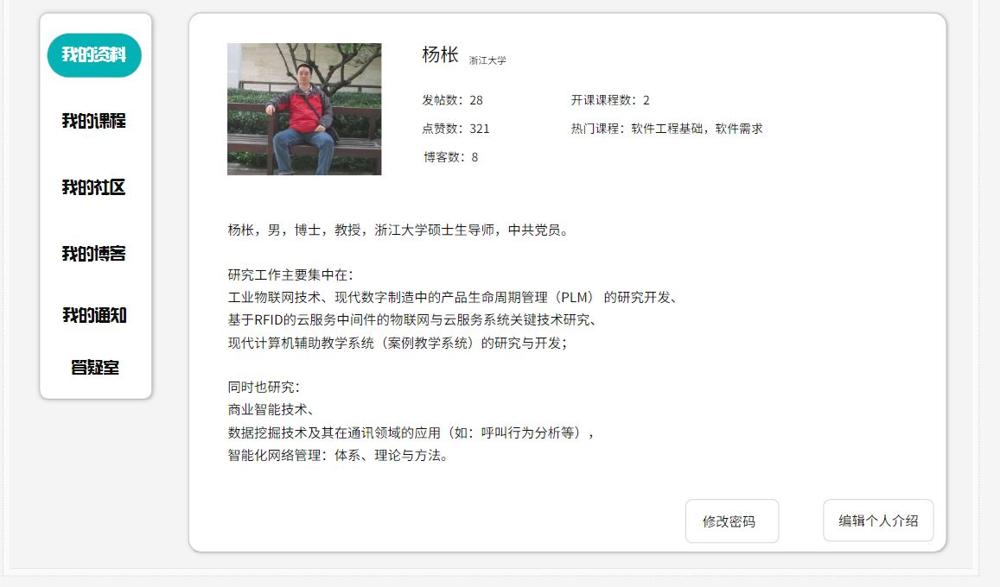 我的资料
我的课程
我的社区
我的博客
我的通知
答疑室
杨枨 浙江大学
发帖数：28 开课课程数：2
点赞数：321 热门课程：软件工程基础，软件需求
博客数：8
杨枨，男，博士，教授，浙江大学硕士生导师，中共党员。
研究工作主要集中在：
工业物联网技术、现代数字制造中的产品生命周期管理（PLM） 的研究开发、
基于RFID的云服务中间件的物联网与云服务系统关键技术研究、
现代计算机辅助教学系统（案例教学系统）的研究与开发；
同时也研究：
商业智能技术、
数据挖掘技术及其在通讯领域的应用（如：呼叫行为分析等），
智能化网络管理：体系、理论与方法。
修改密码 编辑个人介绍